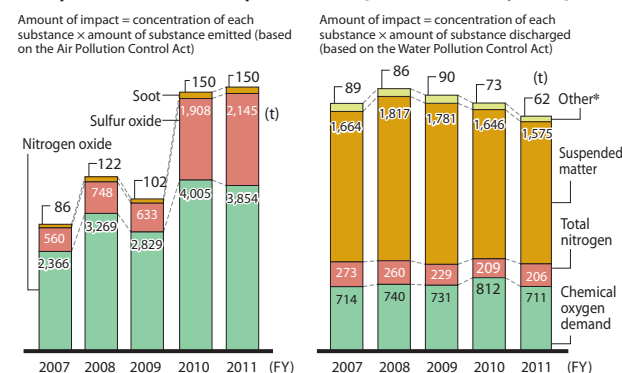 Amount of impact = concentration of each
substance × amount of substance emitted (based
on the Air Pollution Control Act)
150 150
Soot
1,908 2,145 (t)
Sulfur oxide
Nitrogen oxide
122
102
748
86
633
4,005 3,854
560
3,269
2,829
2,366
2007 2008 2009 2010 2011 (FY)
Amount of impact = concentration of each
substance × amount of substance discharged
(based on the Water Pollution Control Act)
89 86 90 73 (t)
62 Other*
1,664 1,817 1,781 1,646 1,575
Suspended
matter
Total
nitrogen
273 260 229 209 206
714 740 731 812 711
Chemical
oxygen
demand
2007 2008 2009 2010 2011 (FY)